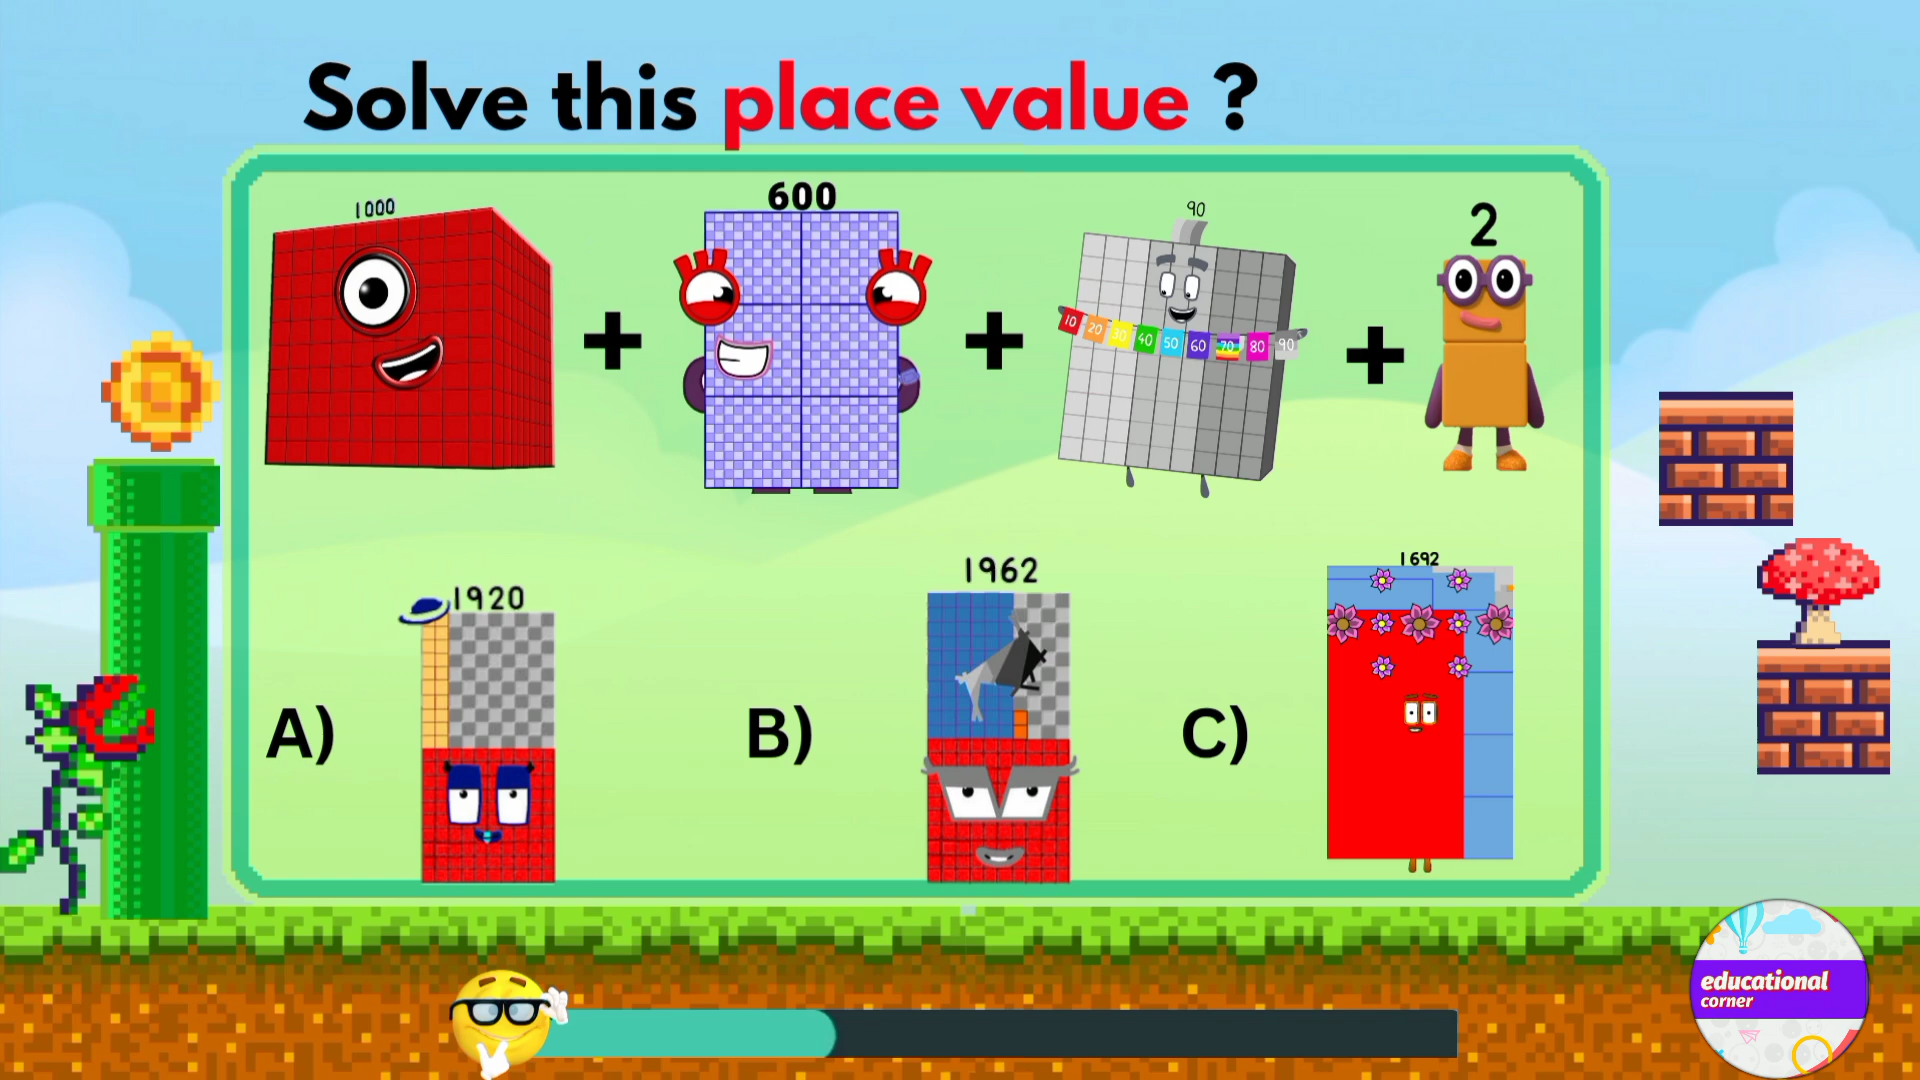 Solve this place value ?
1000
600
90
2
+
+
+
10 20 30 40 50 60 70 80 90
1920
1962
1692
A)
B)
C)
educational
corner